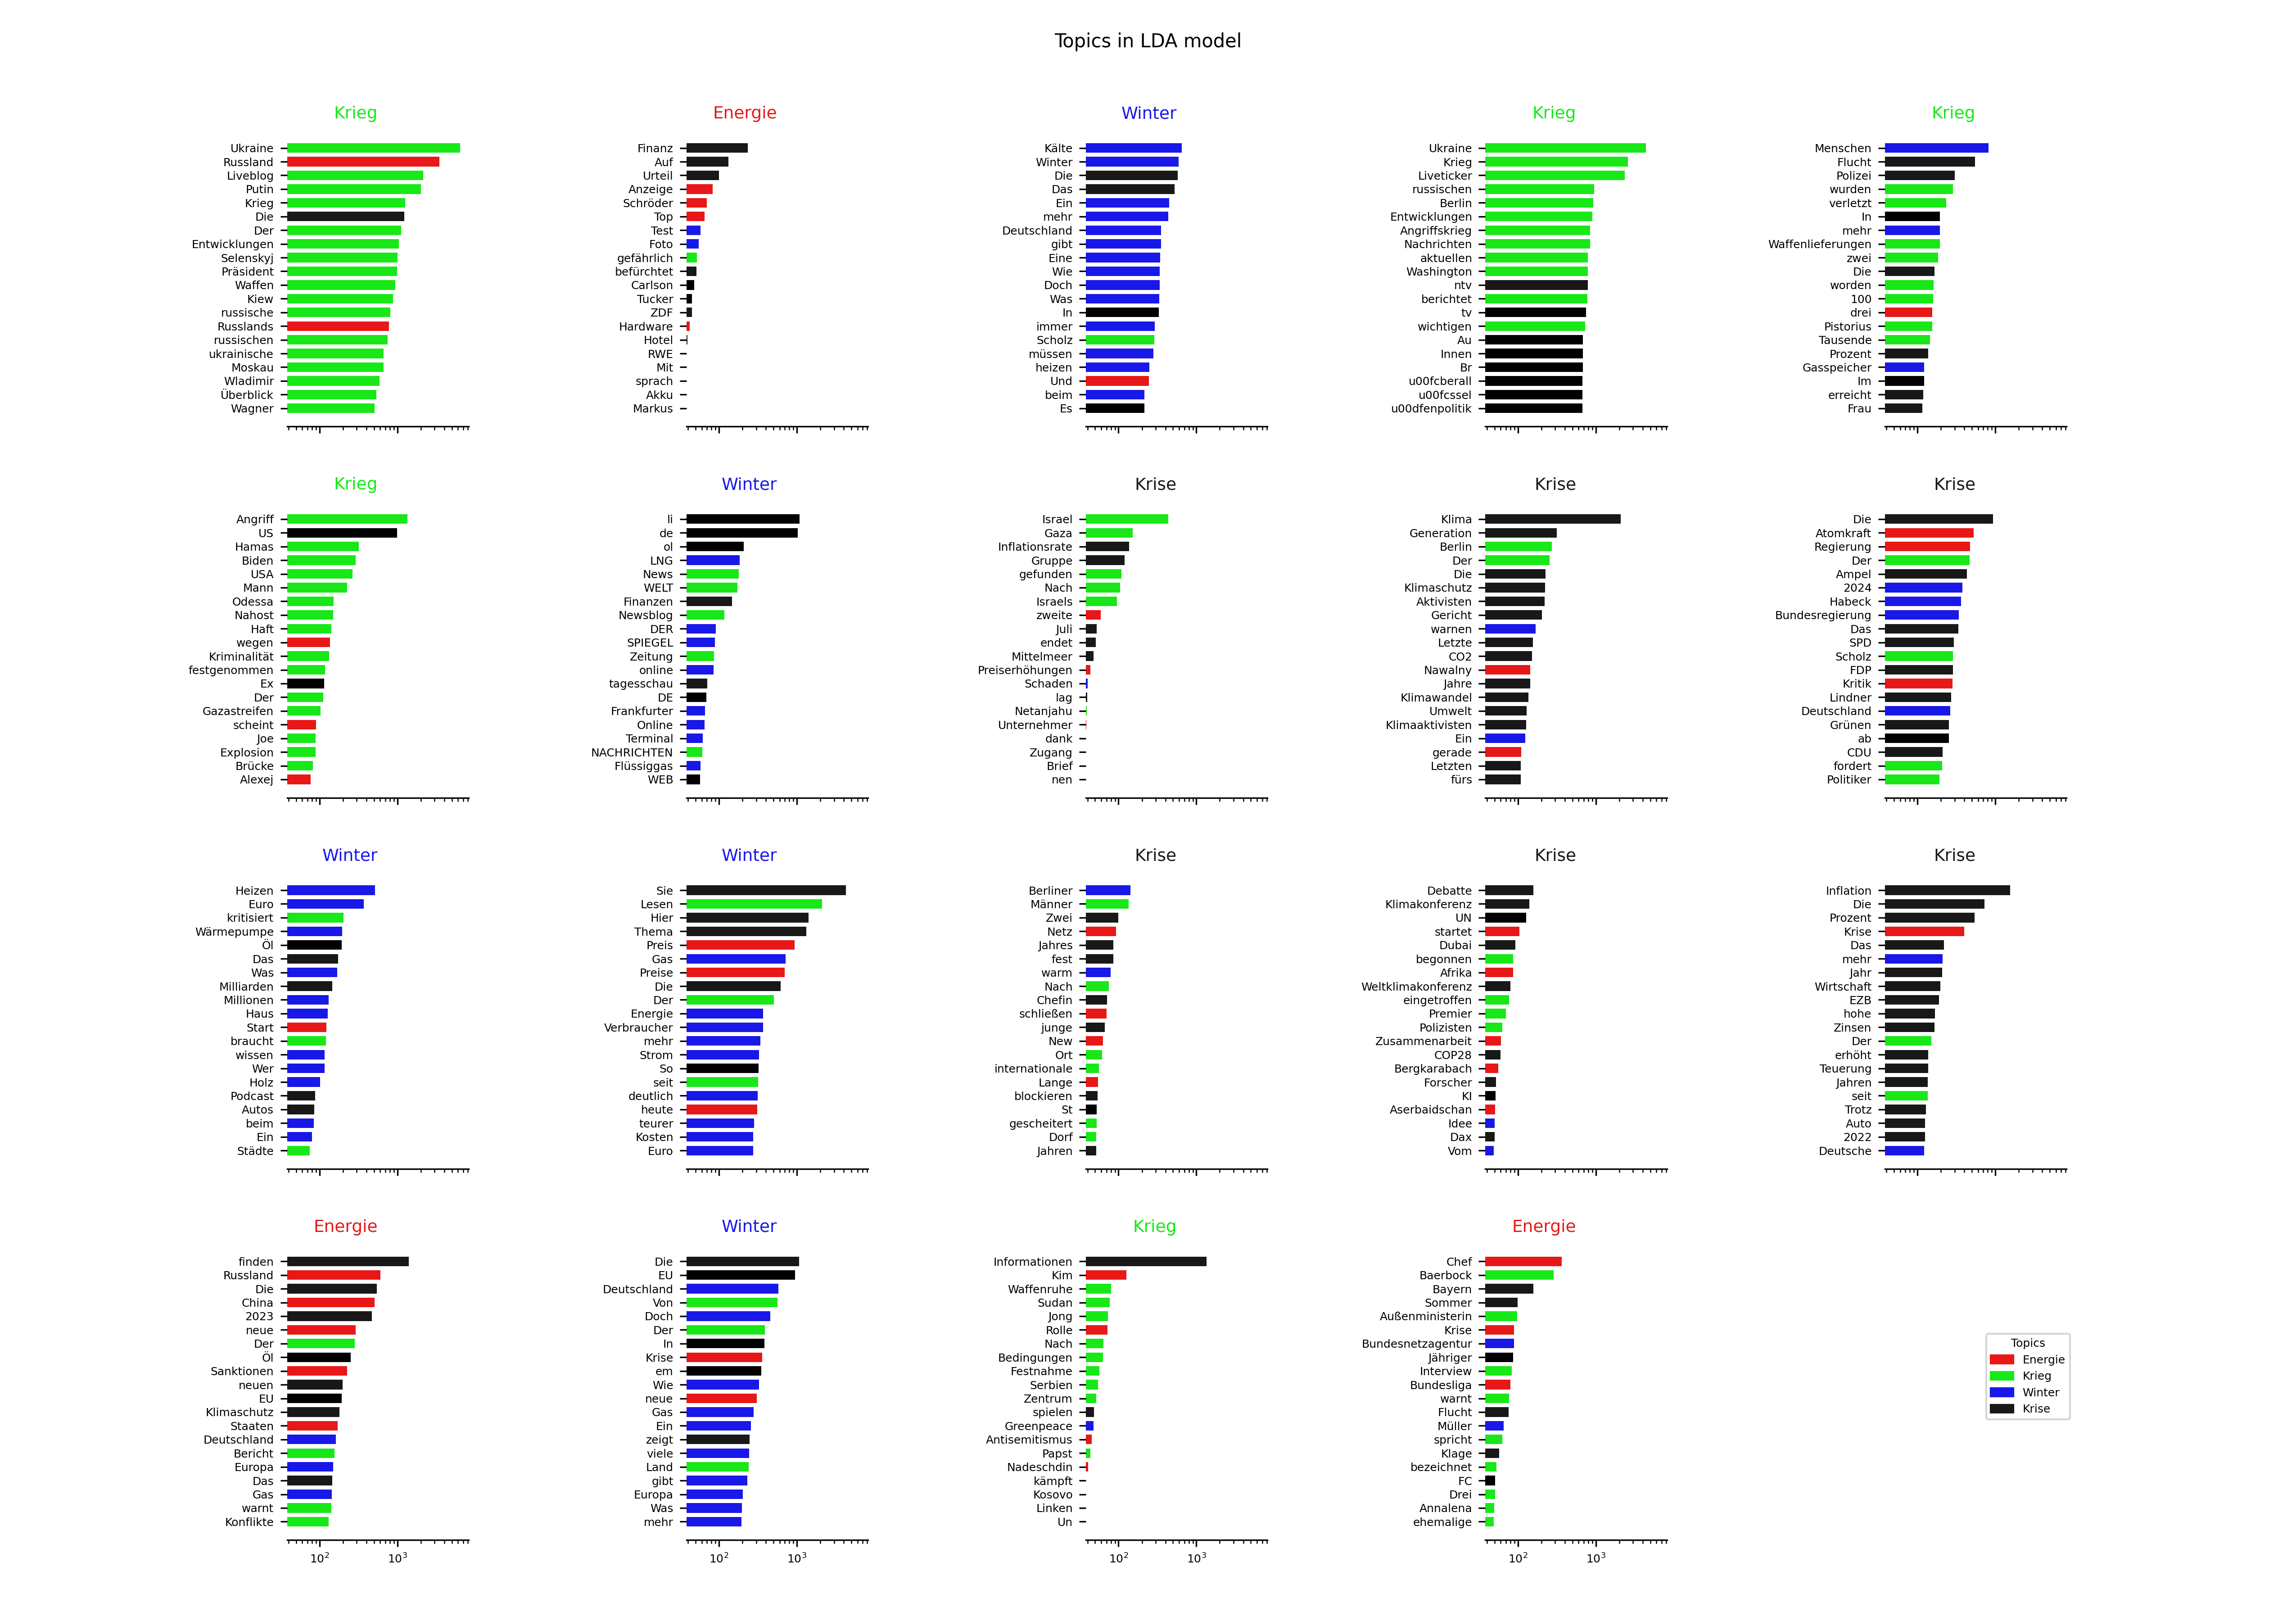 Topics in LDA model
Krieg
Ukraine
Russland
Liveblog
Putin
Krieg
Die
Der
Entwicklungen
Selenskyj
Präsident
Waffen
Kiew
russische
Russlands
russischen
ukrainische
Moskau
Wladimir
Überblick
Wagner
Energie
Finanz
Auf
Urteil
Anzeige
Schröder
Top
Test
Foto
gefährlich
befürchtet
Carlson
Tucker
ZDF
Hardware
Hotel
RWE
Mit
sprach
Akku
Markus
Winter
Kälte
Winter
Die
Das
Ein
mehr
Deutschland
gibt
Eine
Wie
Doch
Was
In
immer
Scholz
müssen
heizen
Und
beim
Es
Krieg
Ukraine
Krieg
Liveticker
russischen
Berlin
Entwicklungen
Angriffskrieg
Nachrichten
aktuellen
Washington
ntv
berichtet
tv
wichtigen
Au
Innen
Br
u00fcberall
u00fcssel
u00dfenpolitik
Krieg
Menschen
Flucht
Polizei
wurden
verletzt
In
mehr
Waffenlieferungen
zwei
Die
worden
100
drei
Pistorius
Tausende
Prozent
Gasspeicher
Im
erreicht
Frau
Krieg
Angriff
US
Hamas
Biden
USA
Mann
Odessa
Nahost
Haft
wegen
Kriminalität
festgenommen
Ex
Der
Gazastreifen
scheint
Joe
Explosion
Brücke
Alexej
Winter
li
de
ol
LNG
News
WELT
Finanzen
Newsblog
DER
SPIEGEL
Zeitung
online
tagesschau
DE
Frankfurter
Online
Terminal
NACHRICHTEN
Flüssiggas
WEB
Krise
Israel
Gaza
Inflationsrate
Gruppe
gefunden
Nach
Israels
zweite
Juli
endet
Mittelmeer
Preiserhöhungen
Schaden
lag
Netanjahu
Unternehmer
dank
Zugang
Brief
nen
Krise
Klima
Generation
Berlin
Der
Die
Klimaschutz
Aktivisten
Gericht
warnen
Letzte
CO2
Nawalny
Jahre
Klimawandel
Umwelt
Klimaaktivisten
Ein
gerade
Letzten
fürs
Krise
Die
Atomkraft
Regierung
Der
Ampel
2024
Habeck
Bundesregierung
Das
SPD
Scholz
FDP
Kritik
Lindner
Deutschland
Grünen
ab
CDU
fordert
Politiker
Winter
Heizen
Euro
kritisiert
Wärmepumpe
Öl
Das
Was
Milliarden
Millionen
Haus
Start
braucht
wissen
Wer
Holz
Podcast
Autos
beim
Ein
Städte
Winter
Sie
Lesen
Hier
Thema
Preis
Gas
Preise
Die
Der
Energie
Verbraucher
mehr
Strom
So
seit
deutlich
heute
teurer
Kosten
Euro
Krise
Berliner
Männer
Zwei
Netz
Jahres
fest
warm
Nach
Chefin
schließen
junge
New
Ort
internationale
Lange
blockieren
St
gescheitert
Dorf
Jahren
Krise
Debatte
Klimakonferenz
UN
startet
Dubai
begonnen
Afrika
Weltklimakonferenz
eingetroffen
Premier
Polizisten
Zusammenarbeit
COP28
Bergkarabach
Forscher
KI
Aserbaidschan
Idee
Dax
Vom
Krise
Inflation
Die
Prozent
Krise
Das
mehr
Jahr
Wirtschaft
EZB
hohe
Zinsen
Der
erhöht
Teuerung
Jahren
seit
Trotz
Auto
2022
Deutsche
Energie
finden
Russland
Die
China
2023
neue
Der
Öl
Sanktionen
neuen
EU
Klimaschutz
Staaten
Deutschland
Bericht
Europa
Das
Gas
warnt
Konflikte
10² 10³
Winter
Die
EU
Deutschland
Von
Doch
Der
In
Krise
em
Wie
neue
Gas
Ein
zeigt
viele
Land
gibt
Europa
Was
mehr
10² 10³
Krieg
Informationen
Kim
Waffenruhe
Sudan
Jong
Rolle
Nach
Bedingungen
Festnahme
Serbien
Zentrum
spielen
Greenpeace
Antisemitismus
Papst
Nadeschdin
kämpft
Kosovo
Linken
Un
10² 10³
Energie
Chef
Baerbock
Bayern
Sommer
Außenministerin
Krise
Bundesnetzagentur
Jähriger
Interview
Bundesliga
warnt
Flucht
Müller
spricht
Klage
bezeichnet
FC
Drei
Annalena
ehemalige
10² 10³
Topics
Energie
Krieg
Winter
Krise